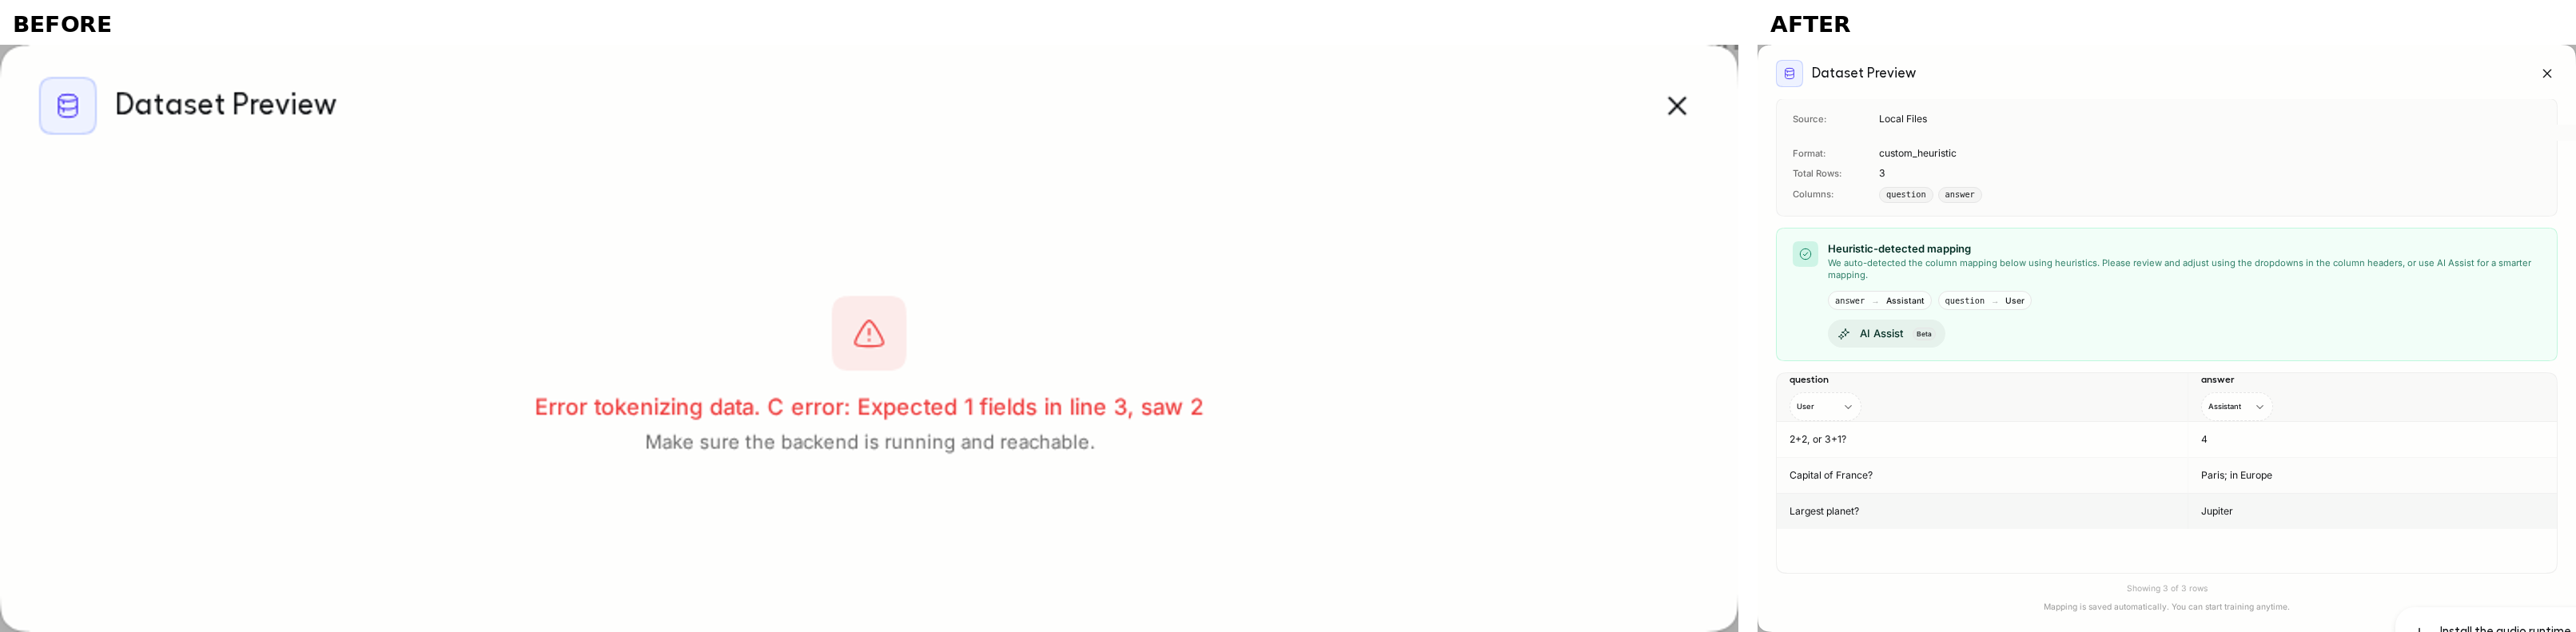 BEFORE
Dataset Preview
Error tokenizing data. C error: Expected 1 fields in line 3, saw 2
Make sure the backend is running and reachable.
AFTER
Dataset Preview
Source: Local Files
Format: custom_heuristic
Total Rows: 3
Columns: question answer
Heuristic-detected mapping
We auto-detected the column mapping below using heuristics. Please review and adjust using the dropdowns in the column headers, or use AI Assist for a smarter
mapping.
answer → Assistant question → User
AI Assist Beta
question answer
User Assistant
2+2, or 3+1? 4
Capital of France? Paris; in Europe
Largest planet? Jupiter
Showing 3 of 3 rows
Mapping is saved automatically. You can start training anytime.
Install the audio runtime